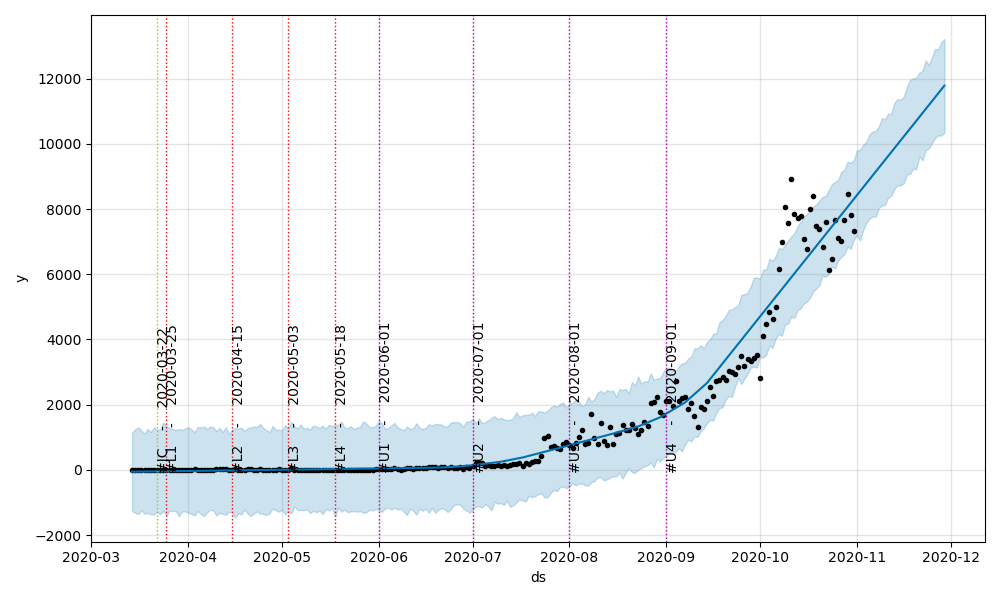 12000
10000
8000
6000
4000
2000
0
−2000
y
#JC - 2020-03-22
#L1 - 2020-03-25
#L2 - 2020-04-15
#L3 - 2020-05-03
#L4 - 2020-05-18
#U1 - 2020-06-01
#U2 - 2020-07-01
#U3 - 2020-08-01
#U4 - 2020-09-01
2020-03 2020-04 2020-05 2020-06 2020-07 2020-08 2020-09 2020-10 2020-11 2020-12
ds